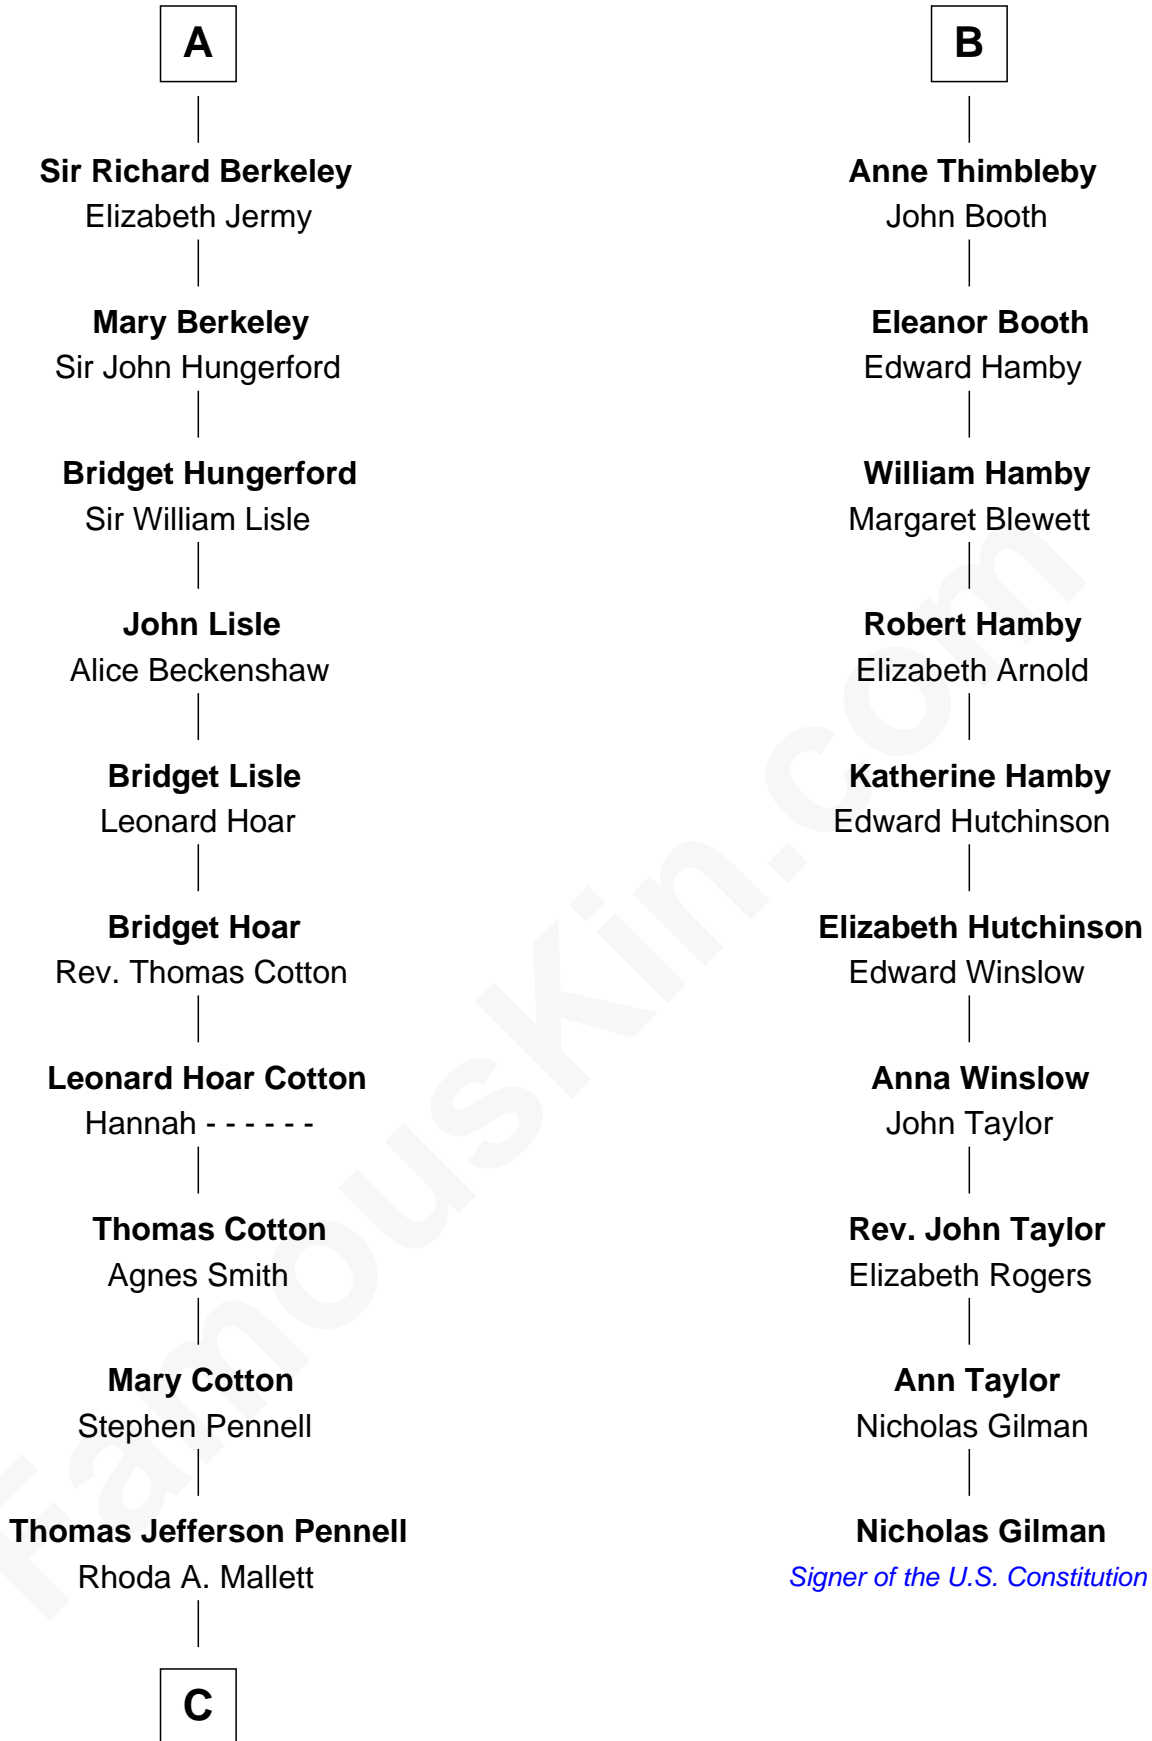 A
Sir Richard Berkeley
Elizabeth Jermy
Mary Berkeley
Sir John Hungerford
Bridget Hungerford
Sir William Lisle
John Lisle
Alice Beckenshaw
Bridget Lisle
Leonard Hoar
Bridget Hoar
Rev. Thomas Cotton
Leonard Hoar Cotton
Hannah - - - - - -
Thomas Cotton
Agnes Smith
Mary Cotton
Stephen Pennell
Thomas Jefferson Pennell
Rhoda A. Mallett
C
B
Anne Thimbleby
John Booth
Eleanor Booth
Edward Hamby
William Hamby
Margaret Blewett
Robert Hamby
Elizabeth Arnold
Katherine Hamby
Edward Hutchinson
Elizabeth Hutchinson
Edward Winslow
Anna Winslow
John Taylor
Rev. John Taylor
Elizabeth Rogers
Ann Taylor
Nicholas Gilman
Nicholas Gilman
Signer of the U.S. Constitution
FamousKin.com